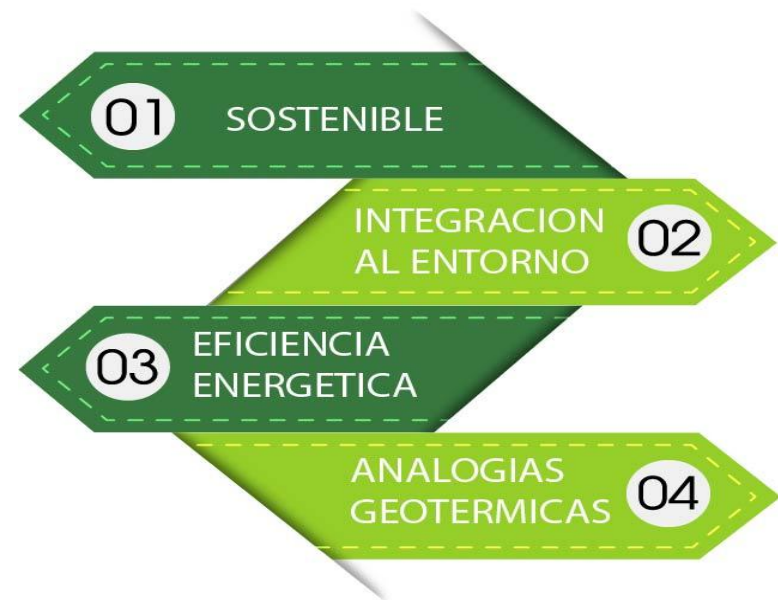 01 SOSTENIBLE
INTEGRACION
AL ENTORNO 02
03 EFICIENCIA
ENERGETICA
ANALOGIAS
GEOTERMICAS 04